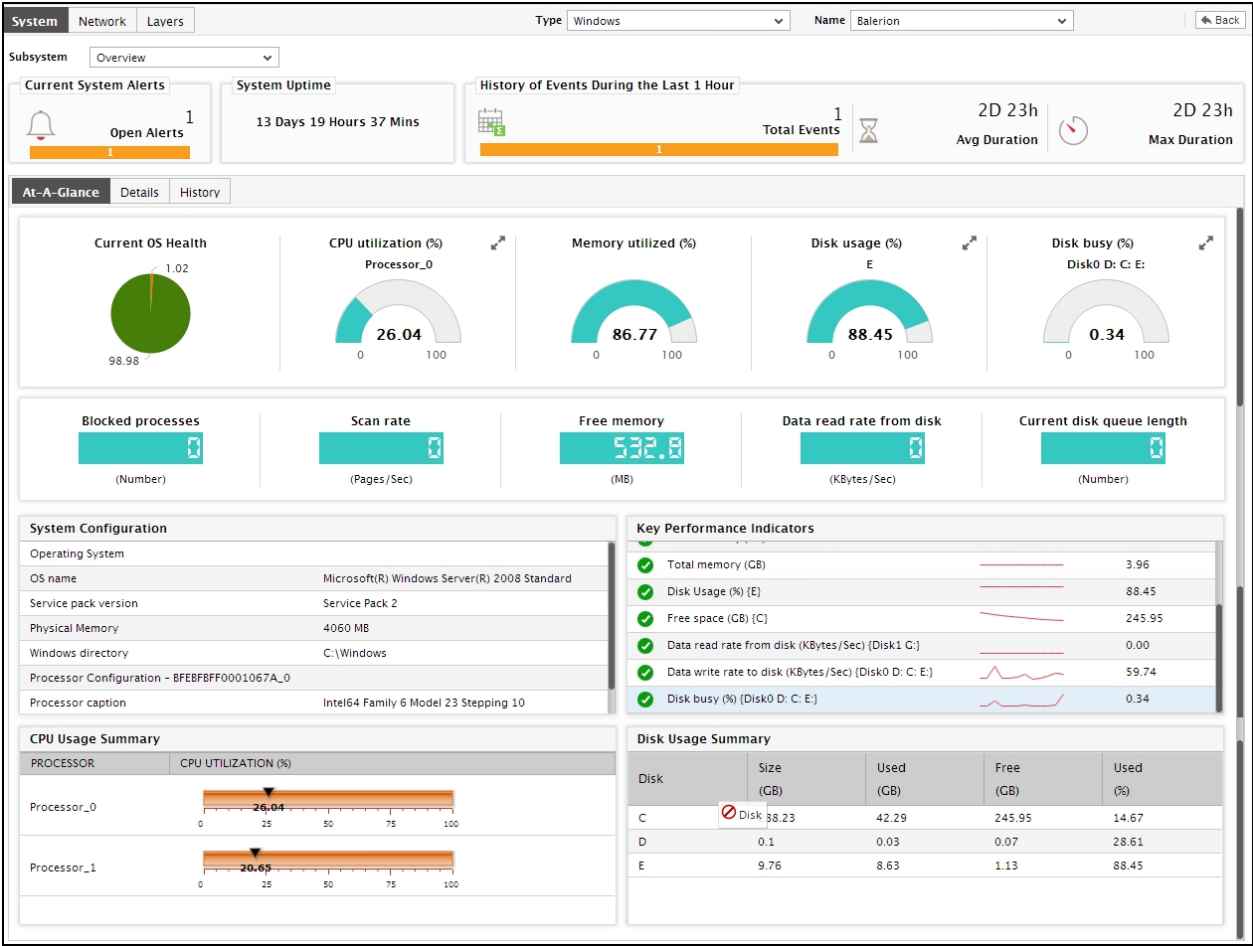 System Network Layers Type Windows Name Balerion Back
Subsystem Overview
Current System Alerts System Uptime History of Events During the Last 1 Hour
1
Open Alerts
1
13 Days 19 Hours 37 Mins
1
Total Events
1
2D 23h
Avg Duration
2D 23h
Max Duration
At-A-Glance Details History
Current OS Health
1.02
98.98
CPU utilization (%)
Processor_0
26.04
0 100
Memory utilized (%)
86.77
0 100
Disk usage (%)
E
88.45
0 100
Disk busy (%)
Disk0 D: C: E:
0.34
0 100
Blocked processes
0
(Number)
Scan rate
0
(Pages/Sec)
Free memory
532.8
(MB)
Data read rate from disk
0
(KBytes/Sec)
Current disk queue length
0
(Number)
System Configuration
Operating System
OS name Microsoft(R) Windows Server(R) 2008 Standard
Service pack version Service Pack 2
Physical Memory 4060 MB
Windows directory C:\Windows
Processor Configuration - BFEBFBFF0001067A_0
Processor caption Intel64 Family 6 Model 23 Stepping 10
Key Performance Indicators
Total memory (GB) 3.96
Disk Usage (%) {E} 88.45
Free space (GB) {C} 245.95
Data read rate from disk (KBytes/Sec) {Disk1 G:} 0.00
Data write rate to disk (KBytes/Sec) {Disk0 D: C: E:} 59.74
Disk busy (%) {Disk0 D: C: E:} 0.34
CPU Usage Summary
PROCESSOR CPU UTILIZATION (%)
Processor_0 26.04
0 25 50 75 100
Processor_1 20.65
0 25 50 75 100
Disk Usage Summary
Disk Size (GB) Used (GB) Free (GB) Used (%)
Disk
C 88.23 42.29 245.95 14.67
D 0.1 0.03 0.07 28.61
E 9.76 8.63 1.13 88.45